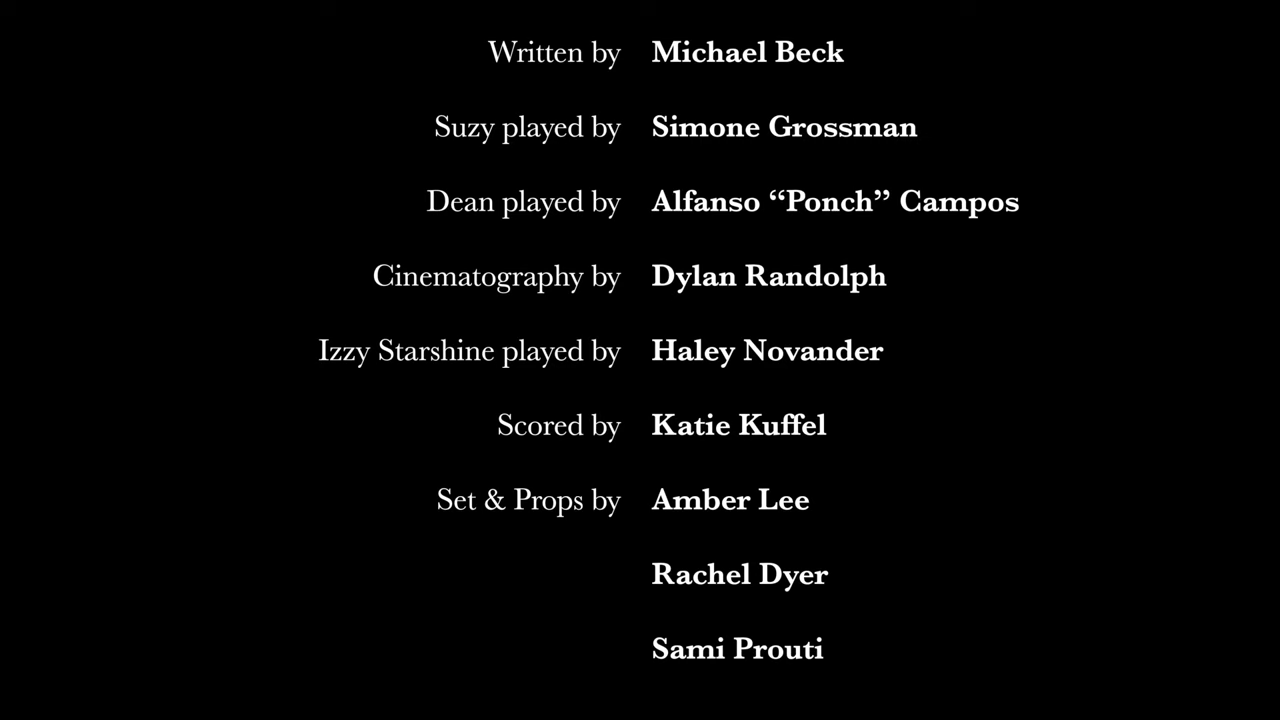 Written by Michael Beck
Suzy played by Simone Grossman
Dean played by Alfanso “Ponch” Campos
Cinematography by Dylan Randolph
Izzy Starshine played by Haley Novander
Scored by Katie Kuffel
Set & Props by Amber Lee
Rachel Dyer
Sami Prouti